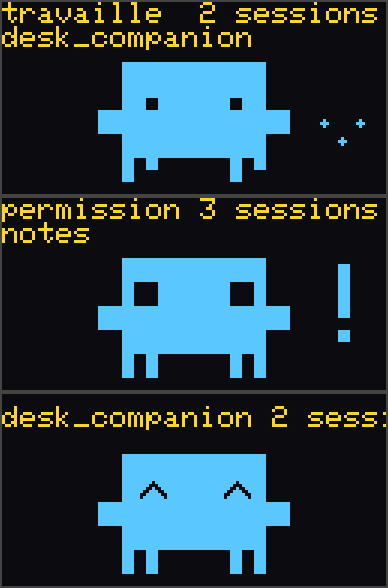 travaille  2 sessions
desk_companion
permission 3 sessions
notes
!
desk_companion 2 sess